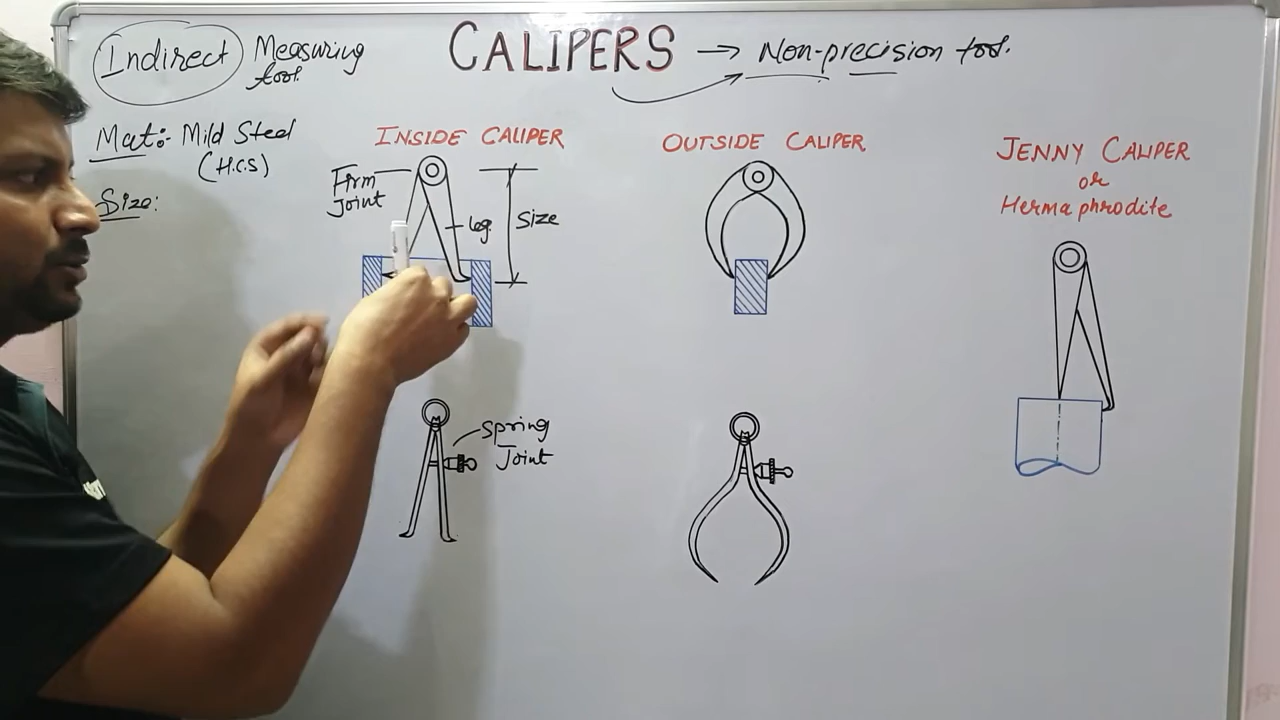 CALIPERS → Non-precision tool.
Indirect Measuring
tool.
Mat:- Mild Steel
(H.C.S)
Size:
INSIDE CALIPER
Firm
Joint
leg
Size
Spring
Joint
OUTSIDE CALIPER
JENNY CALIPER
or
Hermaphrodite